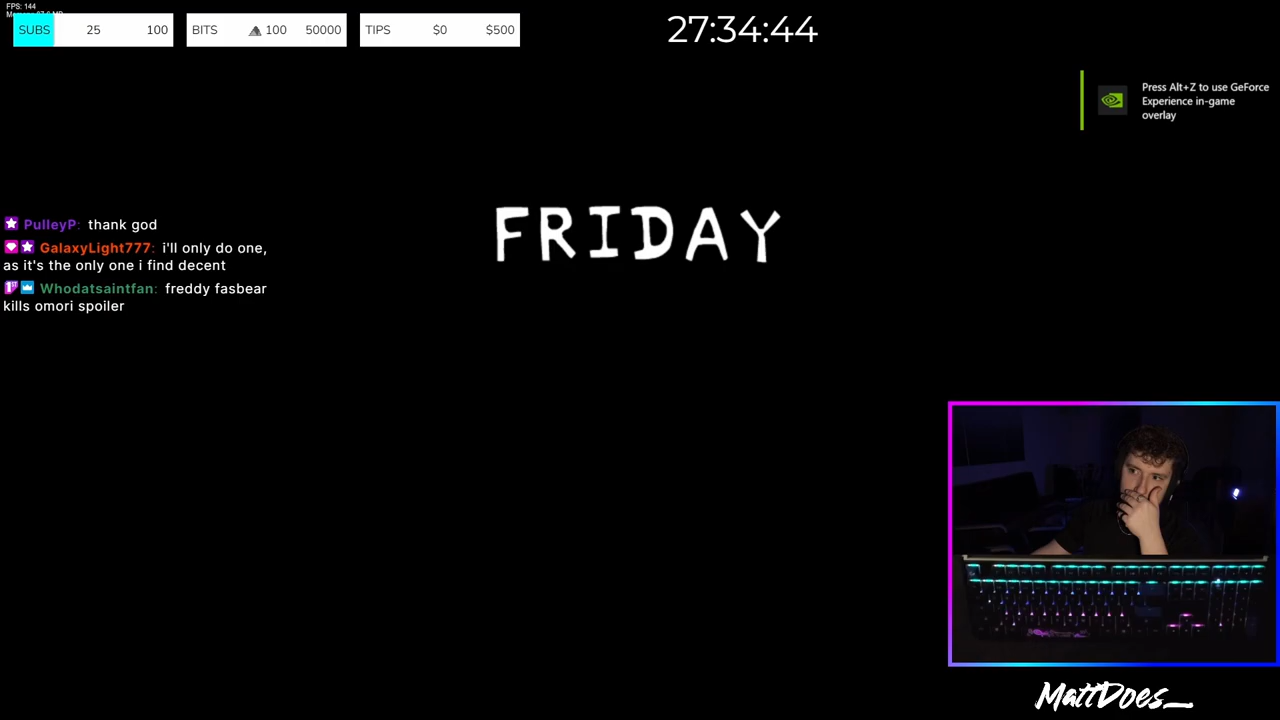 FPS: 144
SUBS 25 100 BITS 100 50000 TIPS $0 $500
27:34:44
Press Alt+Z to use GeForce
Experience in-game
overlay
FRIDAY
PulleyP: thank god
GalaxyLight777: i'll only do one,
as it's the only one i find decent
Whodatsaintfan: freddy fasbear
kills omori spoiler
MattDoes_